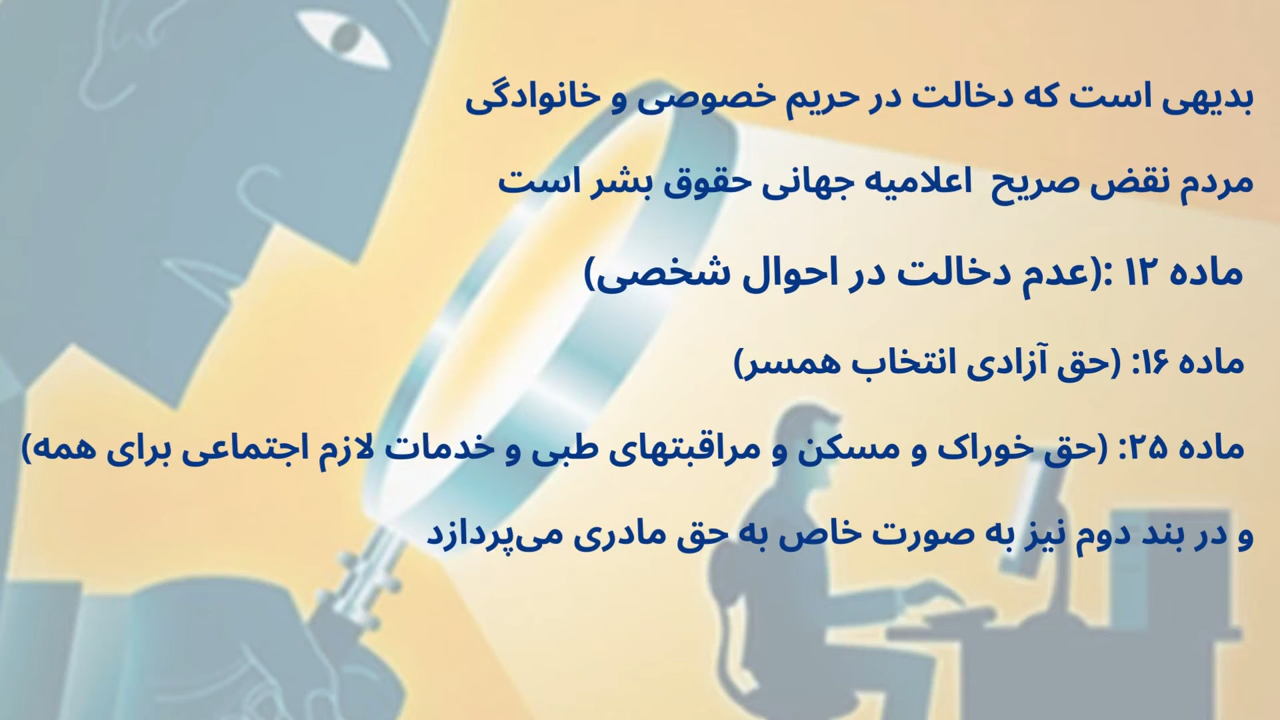 بدیهی است که دخالت در حریم خصوصی و خانوادگی
مردم نقض صریح اعلامیه جهانی حقوق بشر است
ماده ۱۲ :(عدم دخالت در احوال شخصی)
ماده ۱۶: (حق آزادی انتخاب همسر)
ماده ۲۵: (حق خوراک و مسکن و مراقبتهای طبی و خدمات لازم اجتماعی برای همه)
و در بند دوم نیز به صورت خاص به حق مادری می‌پردازد